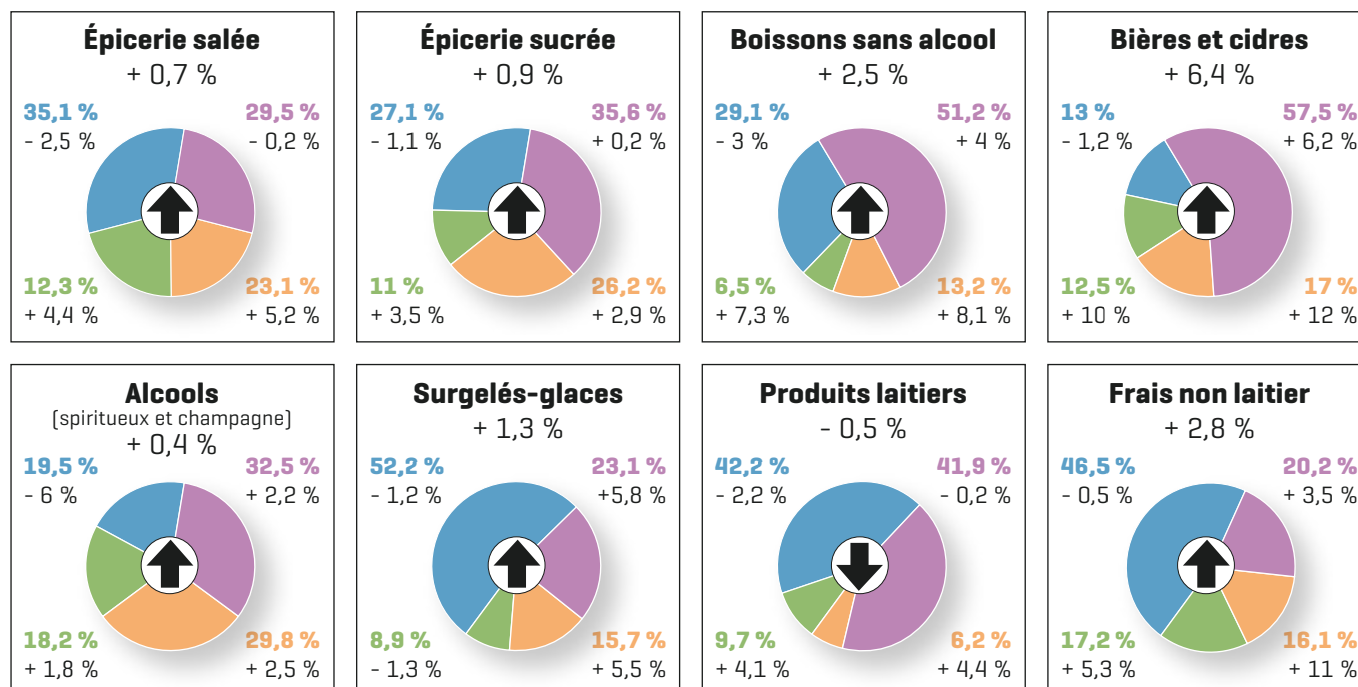 Épicerie salée
+ 0,7 %
35,1 % 29,5 %
- 2,5 % - 0,2 %
12,3 % 23,1 %
+ 4,4 % + 5,2 %
Épicerie sucrée
+ 0,9 %
27,1 % 35,6 %
- 1,1 % + 0,2 %
11 % 26,2 %
+ 3,5 % + 2,9 %
Boissons sans alcool
+ 2,5 %
29,1 % 51,2 %
- 3 % + 4 %
6,5 % 13,2 %
+ 7,3 % + 8,1 %
Bières et cidres
+ 6,4 %
13 % 57,5 %
- 1,2 % + 6,2 %
12,5 % 17 %
+ 10 % + 12 %
Alcools
(spiritueux et champagne)
+ 0,4 %
19,5 % 32,5 %
- 6 % + 2,2 %
18,2 % 29,8 %
+ 1,8 % + 2,5 %
Surgelés-glaces
+ 1,3 %
52,2 % 23,1 %
- 1,2 % +5,8 %
8,9 % 15,7 %
- 1,3 % + 5,5 %
Produits laitiers
- 0,5 %
42,2 % 41,9 %
- 2,2 % - 0,2 %
9,7 % 6,2 %
+ 4,1 % + 4,4 %
Frais non laitier
+ 2,8 %
46,5 % 20,2 %
- 0,5 % + 3,5 %
17,2 % 16,1 %
+ 5,3 % + 11 %